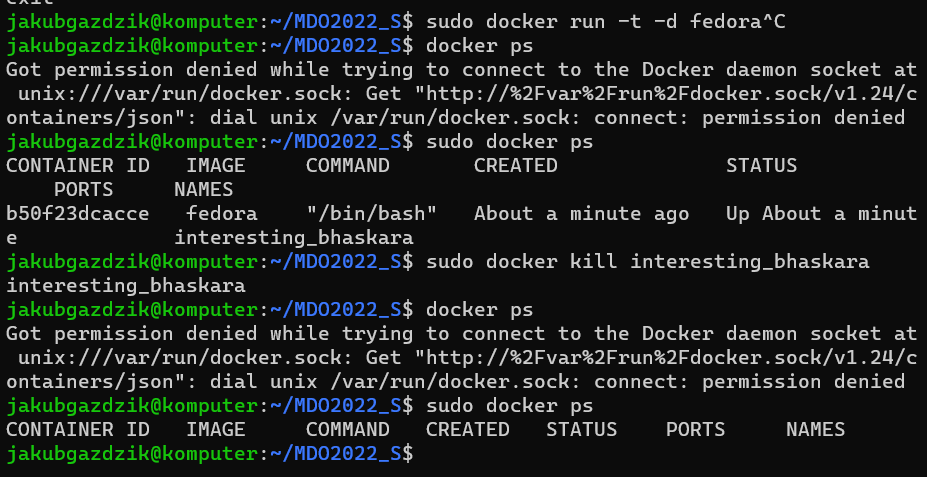 exit
jakubgazdzik@komputer:~/MDO2022_S$ sudo docker run -t -d fedora^C
jakubgazdzik@komputer:~/MDO2022_S$ docker ps
Got permission denied while trying to connect to the Docker daemon socket at
 unix:///var/run/docker.sock: Get "http://%2Fvar%2Frun%2Fdocker.sock/v1.24/c
ontainers/json": dial unix /var/run/docker.sock: connect: permission denied
jakubgazdzik@komputer:~/MDO2022_S$ sudo docker ps
CONTAINER ID   IMAGE     COMMAND       CREATED              STATUS
    PORTS     NAMES
b50f23dcacce   fedora    "/bin/bash"   About a minute ago   Up About a minut
e             interesting_bhaskara
jakubgazdzik@komputer:~/MDO2022_S$ sudo docker kill interesting_bhaskara
interesting_bhaskara
jakubgazdzik@komputer:~/MDO2022_S$ docker ps
Got permission denied while trying to connect to the Docker daemon socket at
 unix:///var/run/docker.sock: Get "http://%2Fvar%2Frun%2Fdocker.sock/v1.24/c
ontainers/json": dial unix /var/run/docker.sock: connect: permission denied
jakubgazdzik@komputer:~/MDO2022_S$ sudo docker ps
CONTAINER ID   IMAGE     COMMAND   CREATED   STATUS    PORTS     NAMES
jakubgazdzik@komputer:~/MDO2022_S$